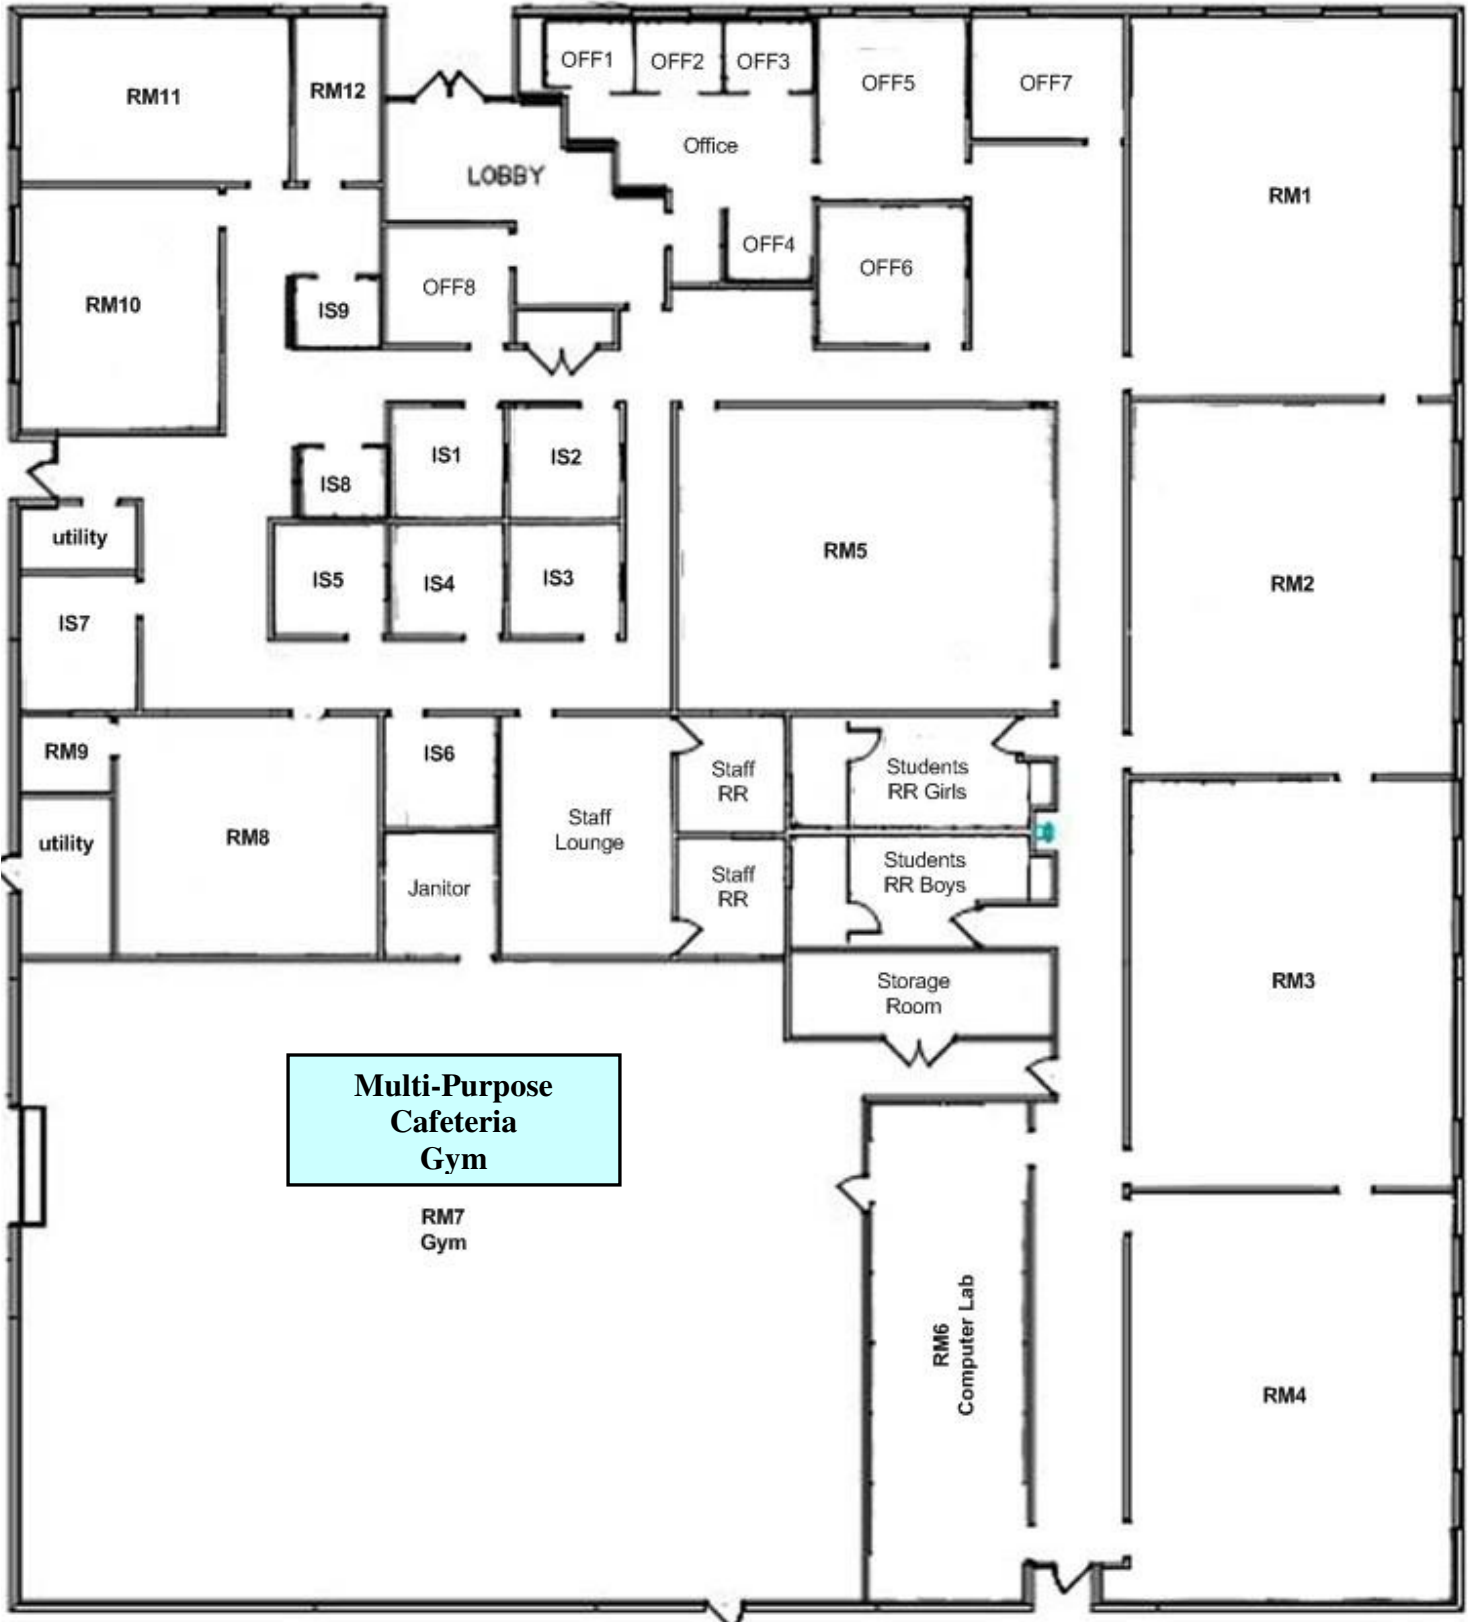 OFF1
OFF2
OFF3
OFF5
OFF7
RM11
RM12
Office
LOBBY
RM1
OFF4
OFF6
OFF8
RM10
IS9
IS1
IS2
IS8
utility
RM5
IS5
IS4
IS3
RM2
IS7
RM9
IS6
Staff
RR
Students
RR Girls
Staff
Lounge
utility
RM8
Janitor
Staff
RR
Students
RR Boys
Storage
Room
RM3
Multi-Purpose
Cafeteria
Gym
RM7
Gym
RM6
Computer Lab
RM4